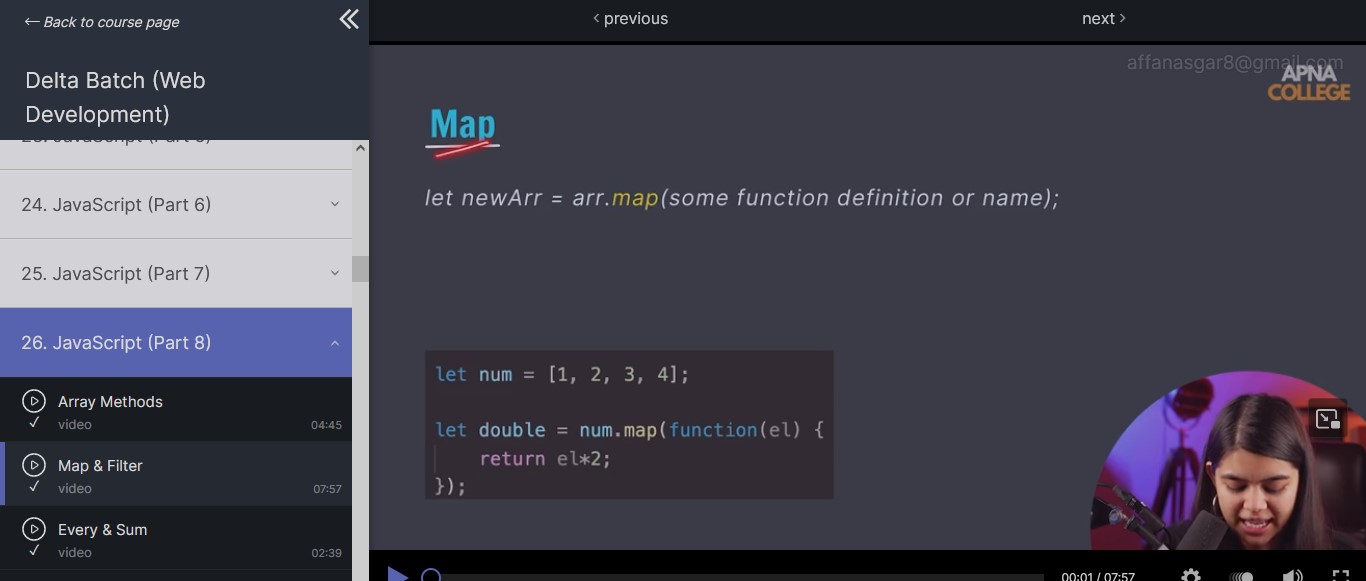 ← Back to course page
Delta Batch (Web
Development)
24. JavaScript (Part 6)
25. JavaScript (Part 7)
26. JavaScript (Part 8)
Array Methods
video 04:45
Map & Filter
video 07:57
Every & Sum
video 02:39
‹ previous next ›
affanasgar8@gmail.com
APNA
COLLEGE
Map
let newArr = arr.map(some function definition or name);
let num = [1, 2, 3, 4];
let double = num.map(function(el) {
return el*2;
});
00:01 / 07:57